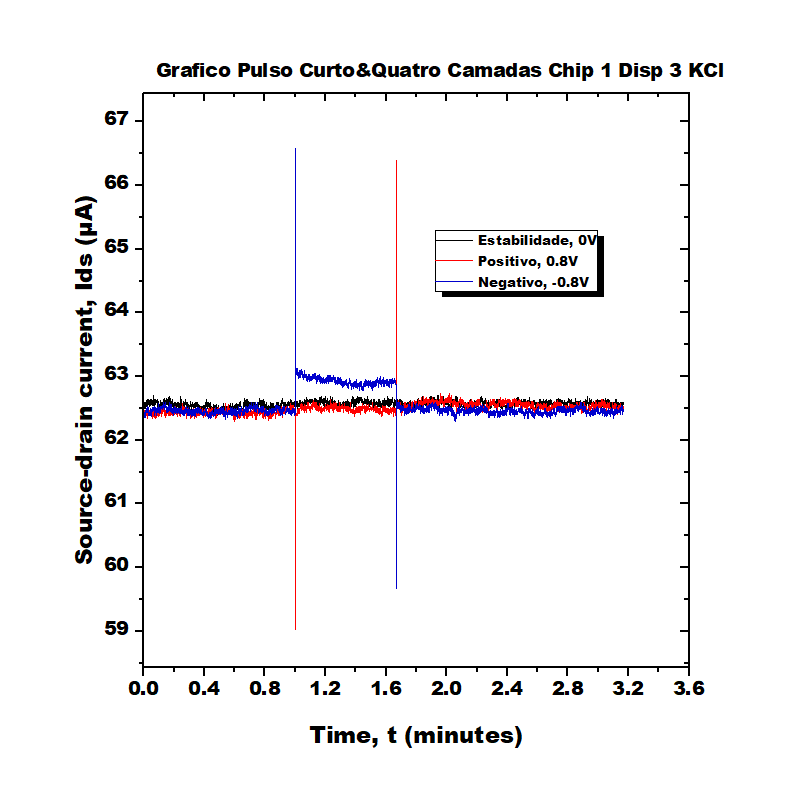 Grafico Pulso Curto&Quatro Camadas Chip 1 Disp 3 KCl
67
66
65
64
63
62
61
60
59
Source-drain current, Ids (µA)
Estabilidade, 0V
Positivo, 0.8V
Negativo, -0.8V
0.0 0.4 0.8 1.2 1.6 2.0 2.4 2.8 3.2 3.6
Time, t (minutes)